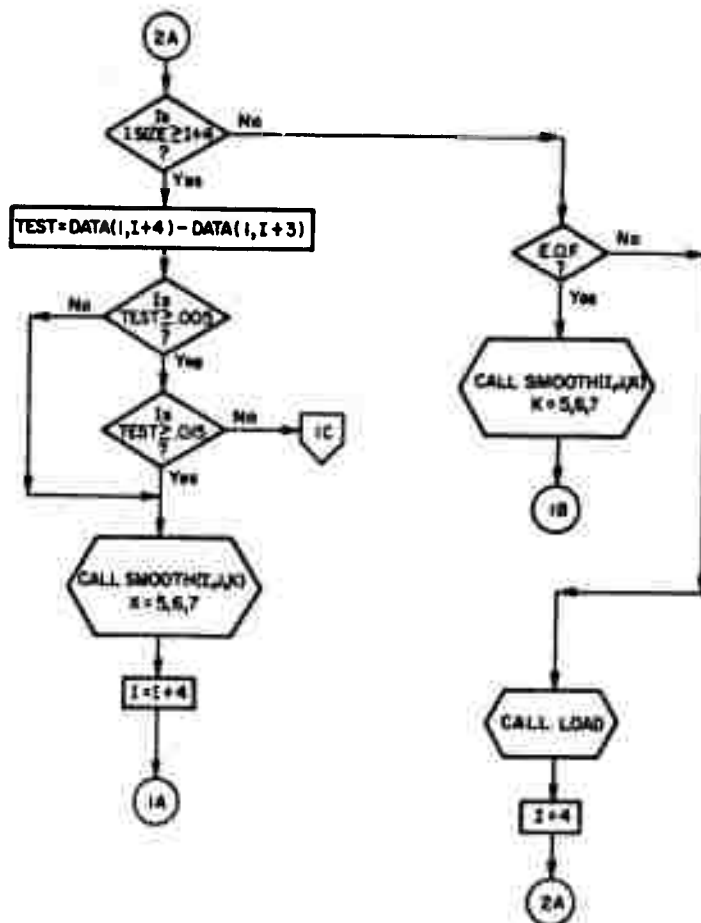 2A
Is
ISIZE ≥ I+4
?
No
Yes
TEST=DATA(1,I+4)-DATA(1,I+3)
Is
TEST ≥ .005
?
No
Yes
Is
TEST ≥ .015
?
No
1C
Yes
CALL SMOOTH(I,J,K)
K=5,6,7
I=I+4
1A
E.O.F
?
No
Yes
CALL SMOOTH(I,J,K)
K=5,6,7
1B
CALL LOAD
I=4
2A